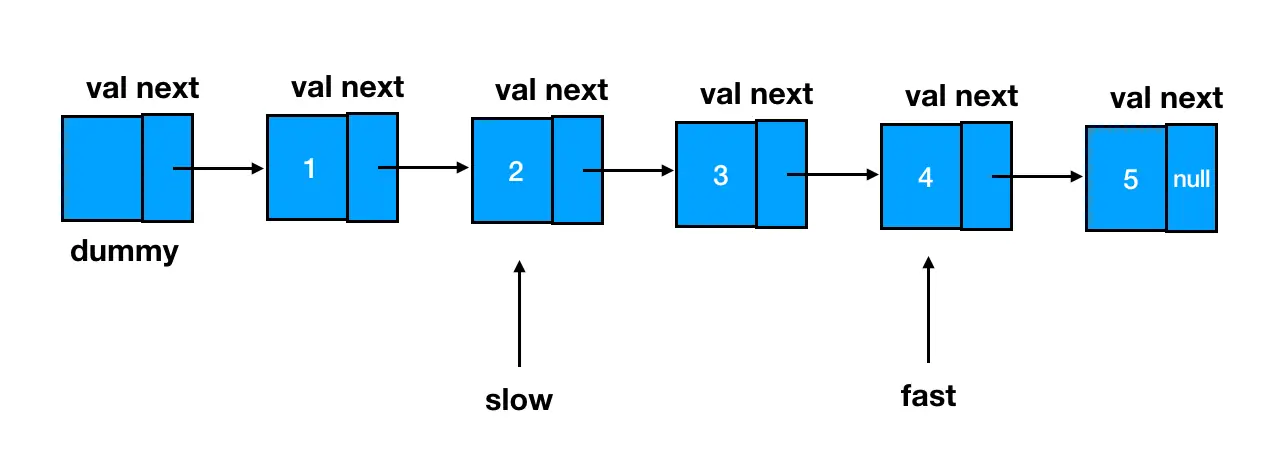 val next
val next
val next
val next
val next
val next
1
2
3
4
5
null
dummy
slow
fast